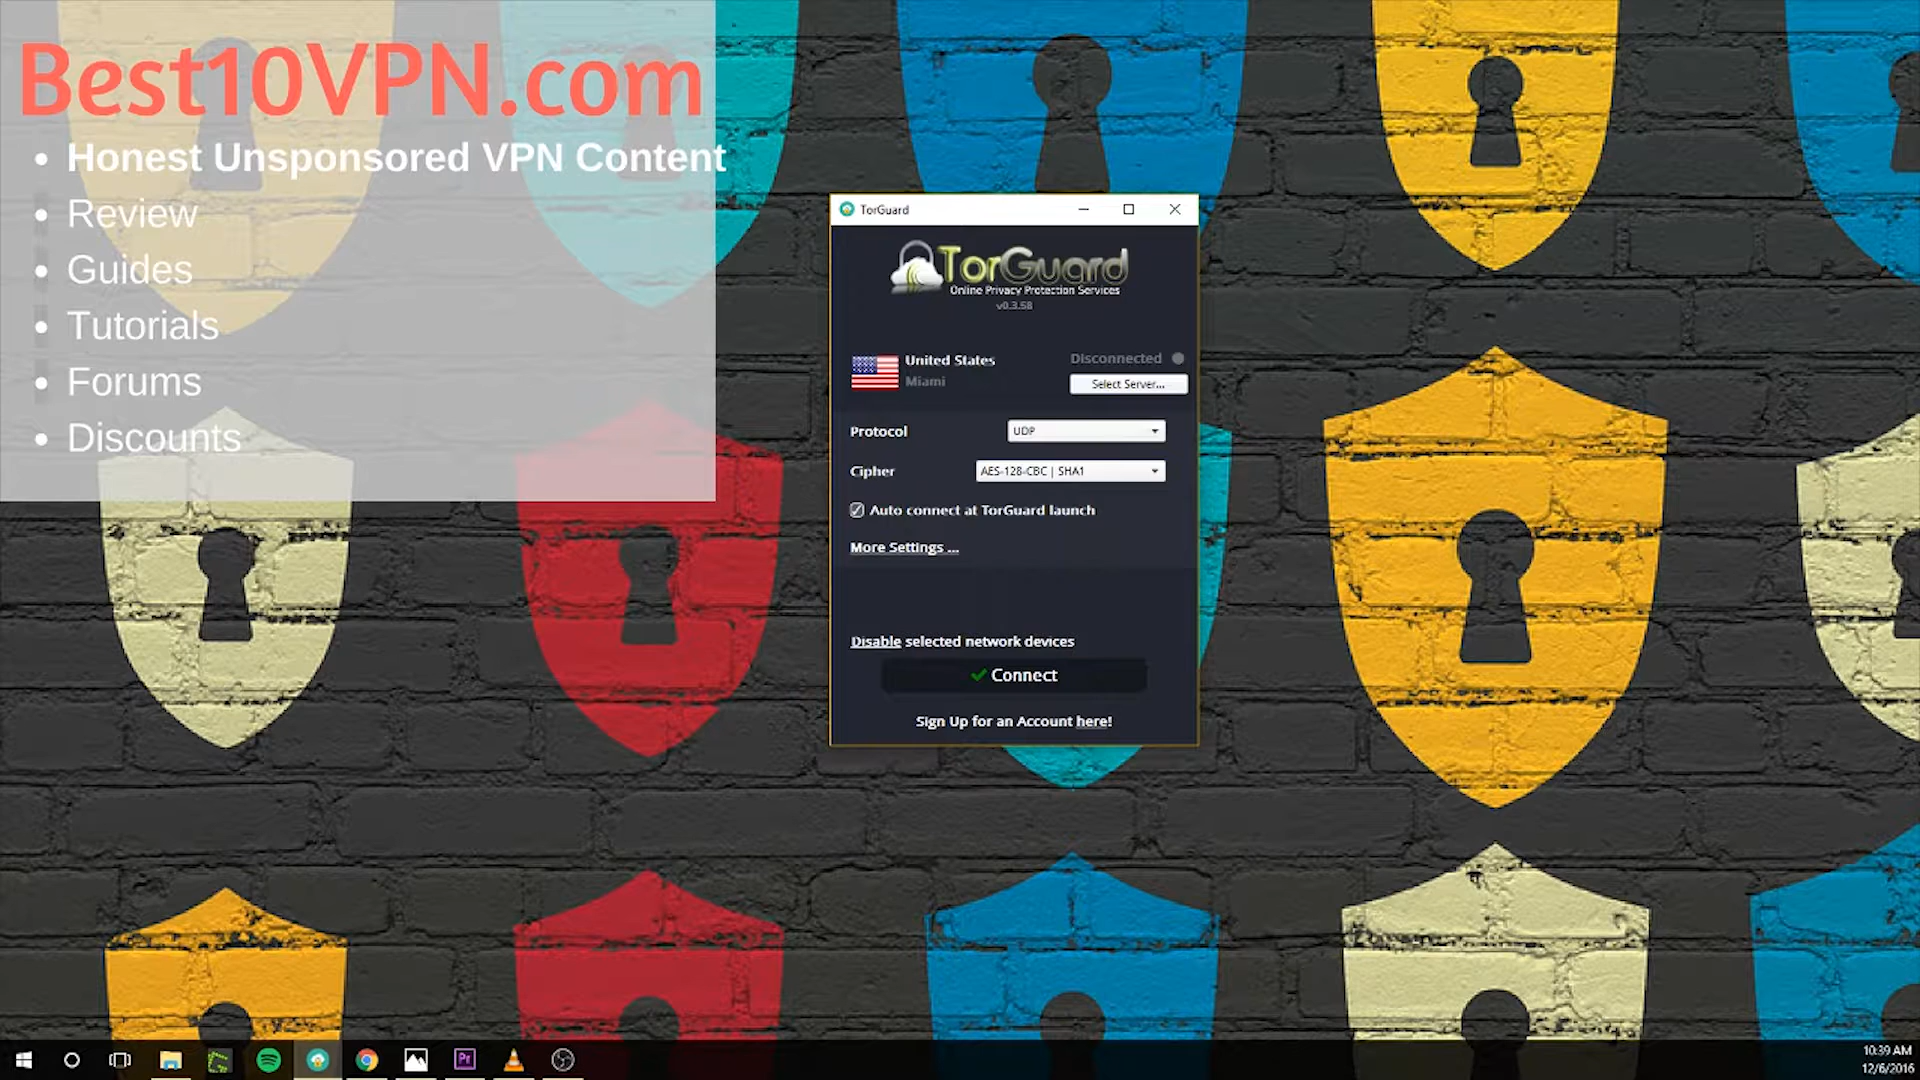 Best10VPN.com
• Honest Unsponsored VPN Content
• Review
• Guides
• Tutorials
• Forums
• Discounts
TorGuard
TorGuard
Online Privacy Protection Services
v0.3.58
United States
Miami
Disconnected
Select Server...
Protocol
UDP
Cipher
AES-128-CBC | SHA1
Auto connect at TorGuard launch
More Settings ...
Disable selected network devices
Connect
Sign Up for an Account here!
Pr
10:39 AM
12/6/2016